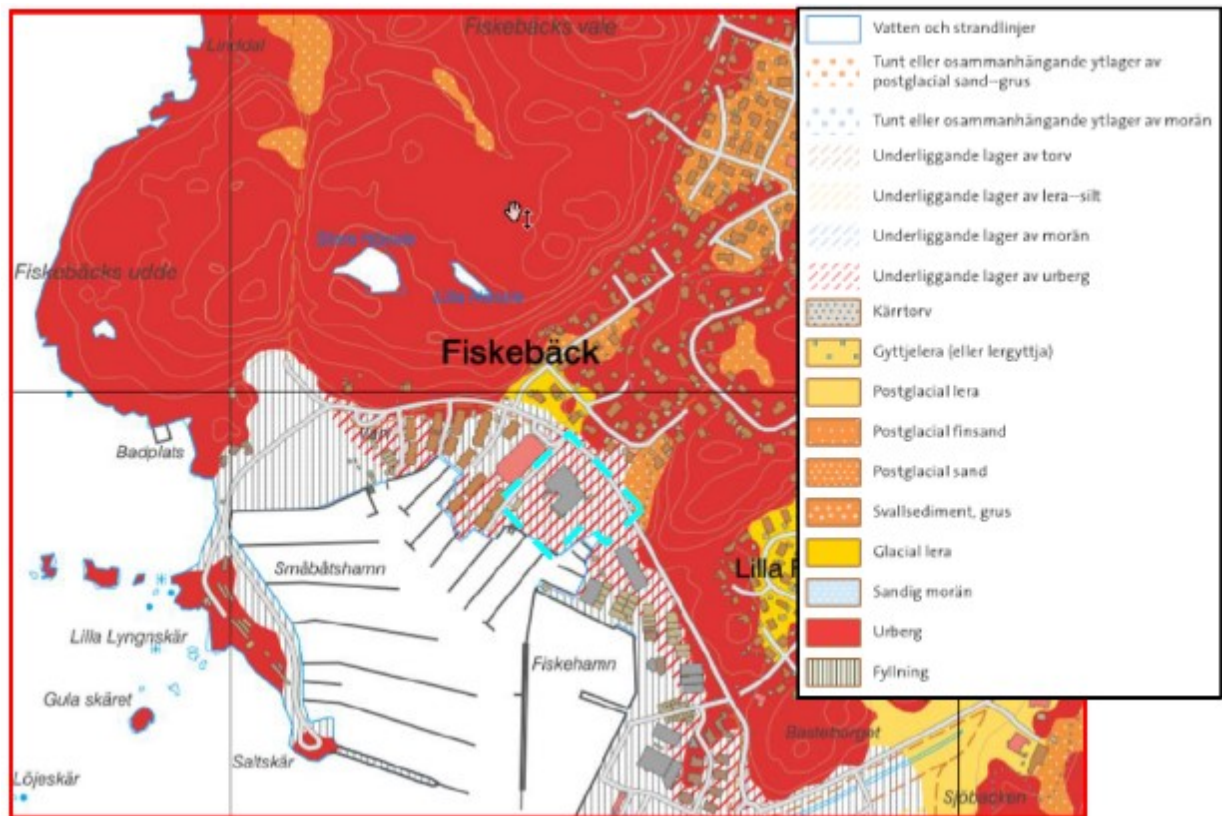 Linddal
Fiskebäcks vale
Fiskebäcks udde
Fiskebäck
Badplats
Småbåtshamn
Lilla
Lilla Lyngnskär
Fiskehamn
Gula skäret
Saltskär
Löjeskär
Sjöbacken
Vatten och strandlinjer
Tunt eller osammanhängande ytlager av
postglacial sand--grus
Tunt eller osammanhängande ytlager av morän
Underliggande lager av torv
Underliggande lager av lera--silt
Underliggande lager av morän
Underliggande lager av urberg
Kärrtorv
Gyttjelera (eller lergyttja)
Postglacial lera
Postglacial finsand
Postglacial sand
Svallsediment, grus
Glacial lera
Sandig morän
Urberg
Fyllning